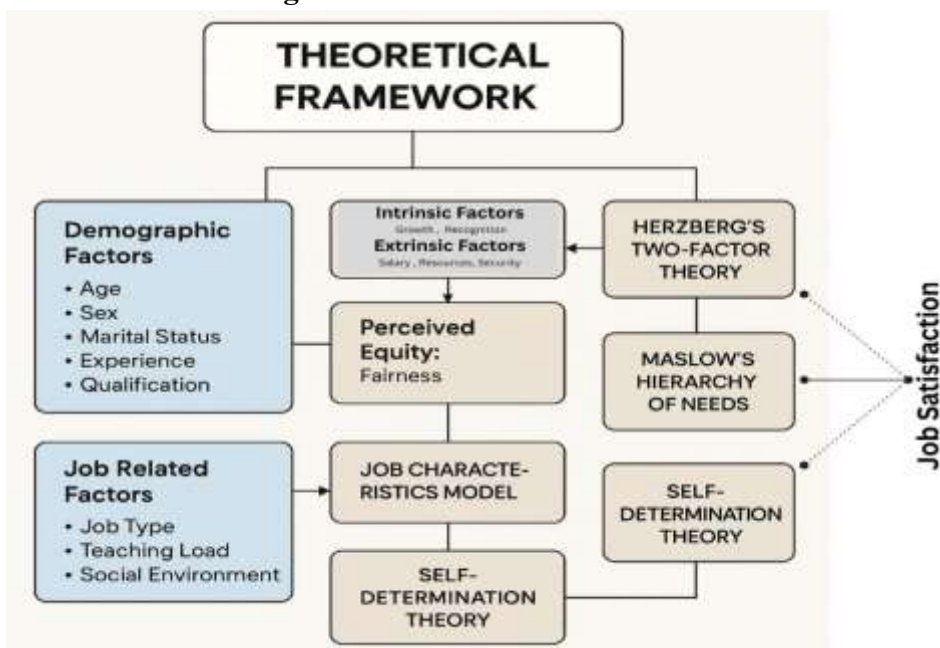 THEORETICAL
FRAMEWORK
Demographic
Factors
• Age
• Sex
• Marital Status
• Experience
• Qualification
Job Related
Factors
• Job Type
• Teaching Load
• Social Environment
Intrinsic Factors
Growth , Recognition
Extrinsic Factors
Salary , Resources, Security
Perceived
Equity:
Fairness
JOB CHARACTE-
RISTICS MODEL
SELF-
DETERMINATION
THEORY
HERZBERG'S
TWO-FACTOR
THEORY
MASLOW'S
HIERARCHY
OF NEEDS
SELF-
DETERMINATION
THEORY
Job Satisfaction